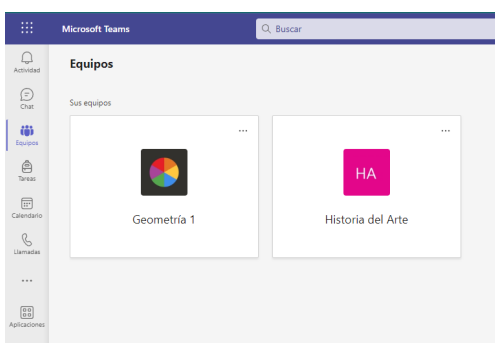 Microsoft Teams
Buscar
Actividad
Chat
Equipos
Tareas
Calendario
Llamadas
Aplicaciones
Equipos
Sus equipos
Geometría 1
HA
Historia del Arte